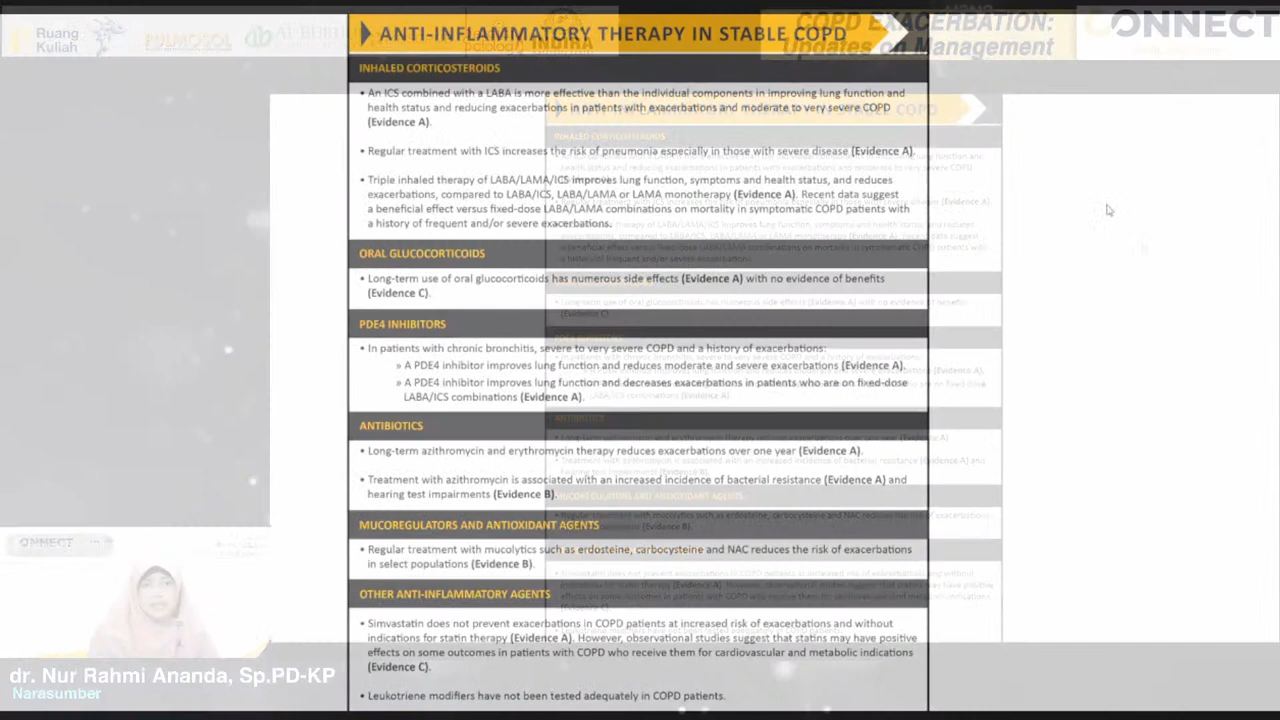 Ruang
Kuliah
PULMOSOL
INDIRA
COPD EXACERBATION:
Updates on Management
ONNECT
ANTI-INFLAMMATORY THERAPY IN STABLE COPD
INHALED CORTICOSTEROIDS
• An ICS combined with a LABA is more effective than the individual components in improving lung function and
health status and reducing exacerbations in patients with exacerbations and moderate to very severe COPD
(Evidence A).
• Regular treatment with ICS increases the risk of pneumonia especially in those with severe disease (Evidence A).
• Triple inhaled therapy of LABA/LAMA/ICS improves lung function, symptoms and health status, and reduces
exacerbations, compared to LABA/ICS, LABA/LAMA or LAMA monotherapy (Evidence A). Recent data suggest
a beneficial effect versus fixed-dose LABA/LAMA combinations on mortality in symptomatic COPD patients with
a history of frequent and/or severe exacerbations.
ORAL GLUCOCORTICOIDS
• Long-term use of oral glucocorticoids has numerous side effects (Evidence A) with no evidence of benefits
(Evidence C).
PDE4 INHIBITORS
• In patients with chronic bronchitis, severe to very severe COPD and a history of exacerbations:
» A PDE4 inhibitor improves lung function and reduces moderate and severe exacerbations (Evidence A).
» A PDE4 inhibitor improves lung function and decreases exacerbations in patients who are on fixed-dose
LABA/ICS combinations (Evidence A).
ANTIBIOTICS
• Long-term azithromycin and erythromycin therapy reduces exacerbations over one year (Evidence A).
• Treatment with azithromycin is associated with an increased incidence of bacterial resistance (Evidence A) and
hearing test impairments (Evidence B).
MUCOREGULATORS AND ANTIOXIDANT AGENTS
• Regular treatment with mucolytics such as erdosteine, carbocysteine and NAC reduces the risk of exacerbations
in select populations (Evidence B).
OTHER ANTI-INFLAMMATORY AGENTS
• Simvastatin does not prevent exacerbations in COPD patients at increased risk of exacerbations and without
indications for statin therapy (Evidence A). However, observational studies suggest that statins may have positive
effects on some outcomes in patients with COPD who receive them for cardiovascular and metabolic indications
(Evidence C).
• Leukotriene modifiers have not been tested adequately in COPD patients.
ONNECT
dr. Nur Rahmi Ananda, Sp.PD-KP
Narasumber